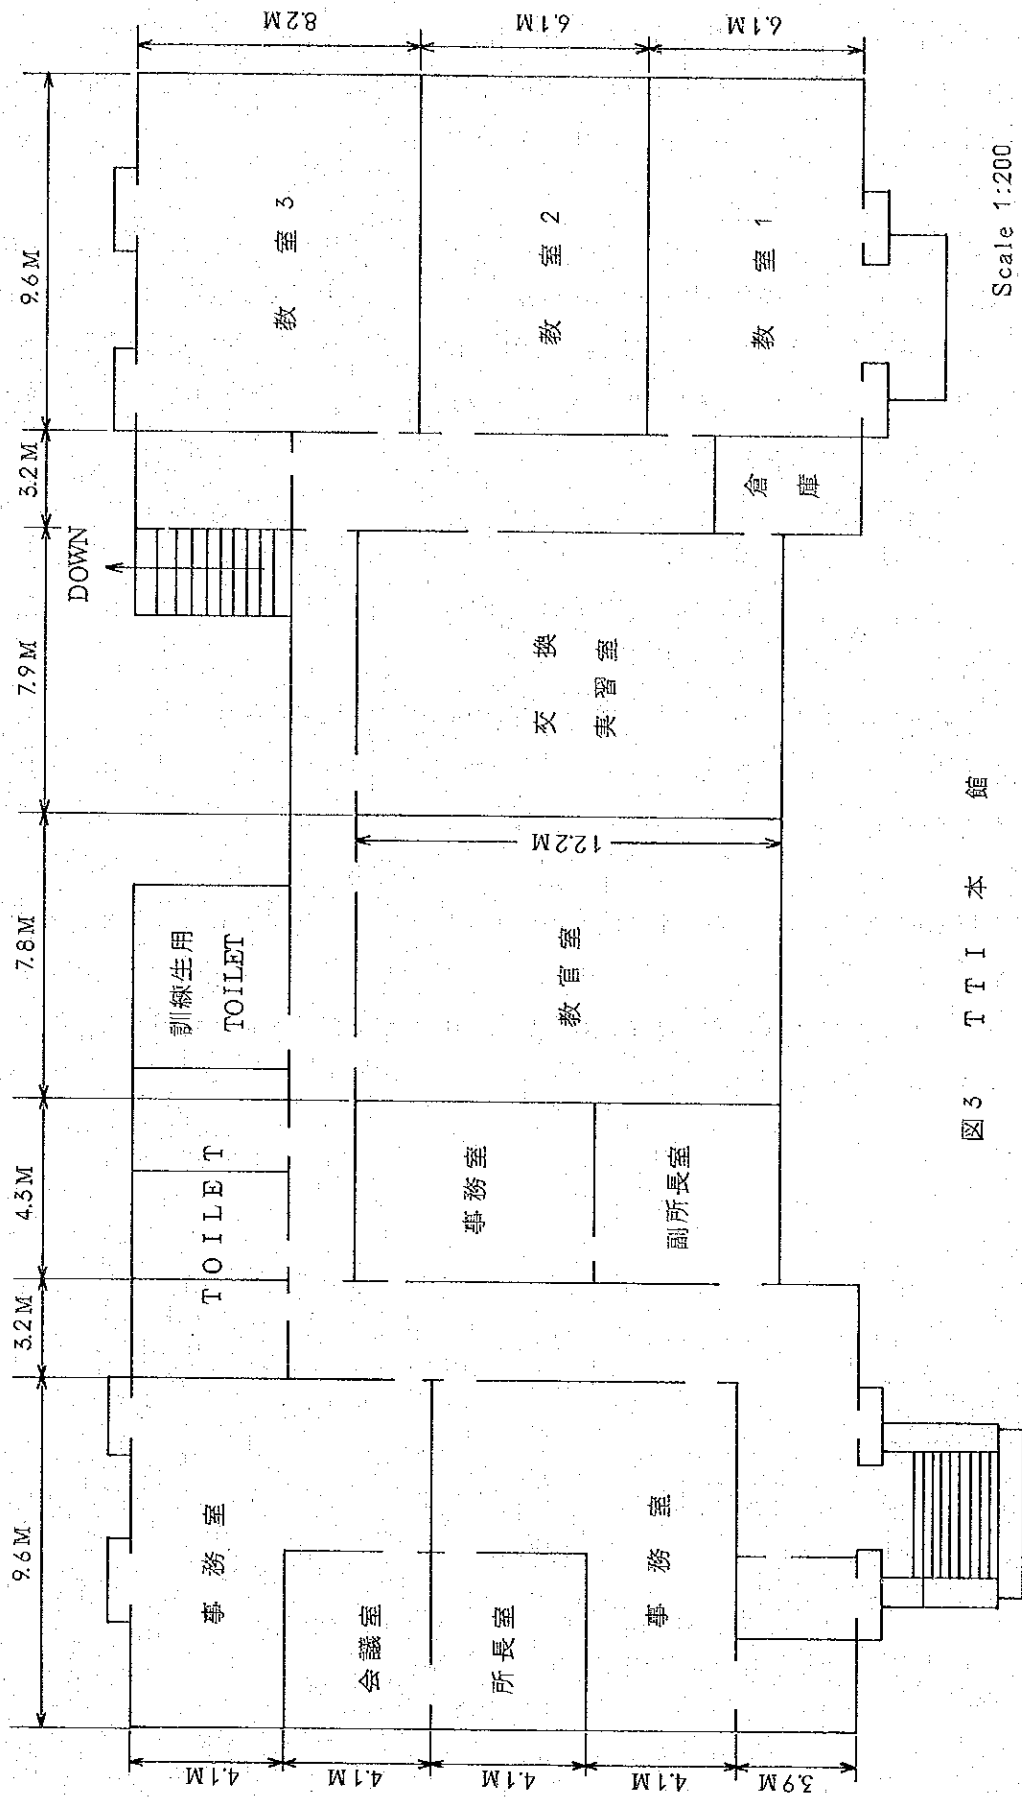 9.6M
3.2M
4.3M
7.8M
7.9M
3.2M
9.6M
DOWN
4.1M
4.1M
4.1M
4.1M
3.9M
8.2M
6.1M
6.1M
12.2M
事務室
会議室
所長室
事務室
TOILET
訓練生用
TOILET
事務室
副所長室
教官室
交換
実習室
倉庫
教室3
教室2
教室1
図3 TTI本館
Scale 1:200